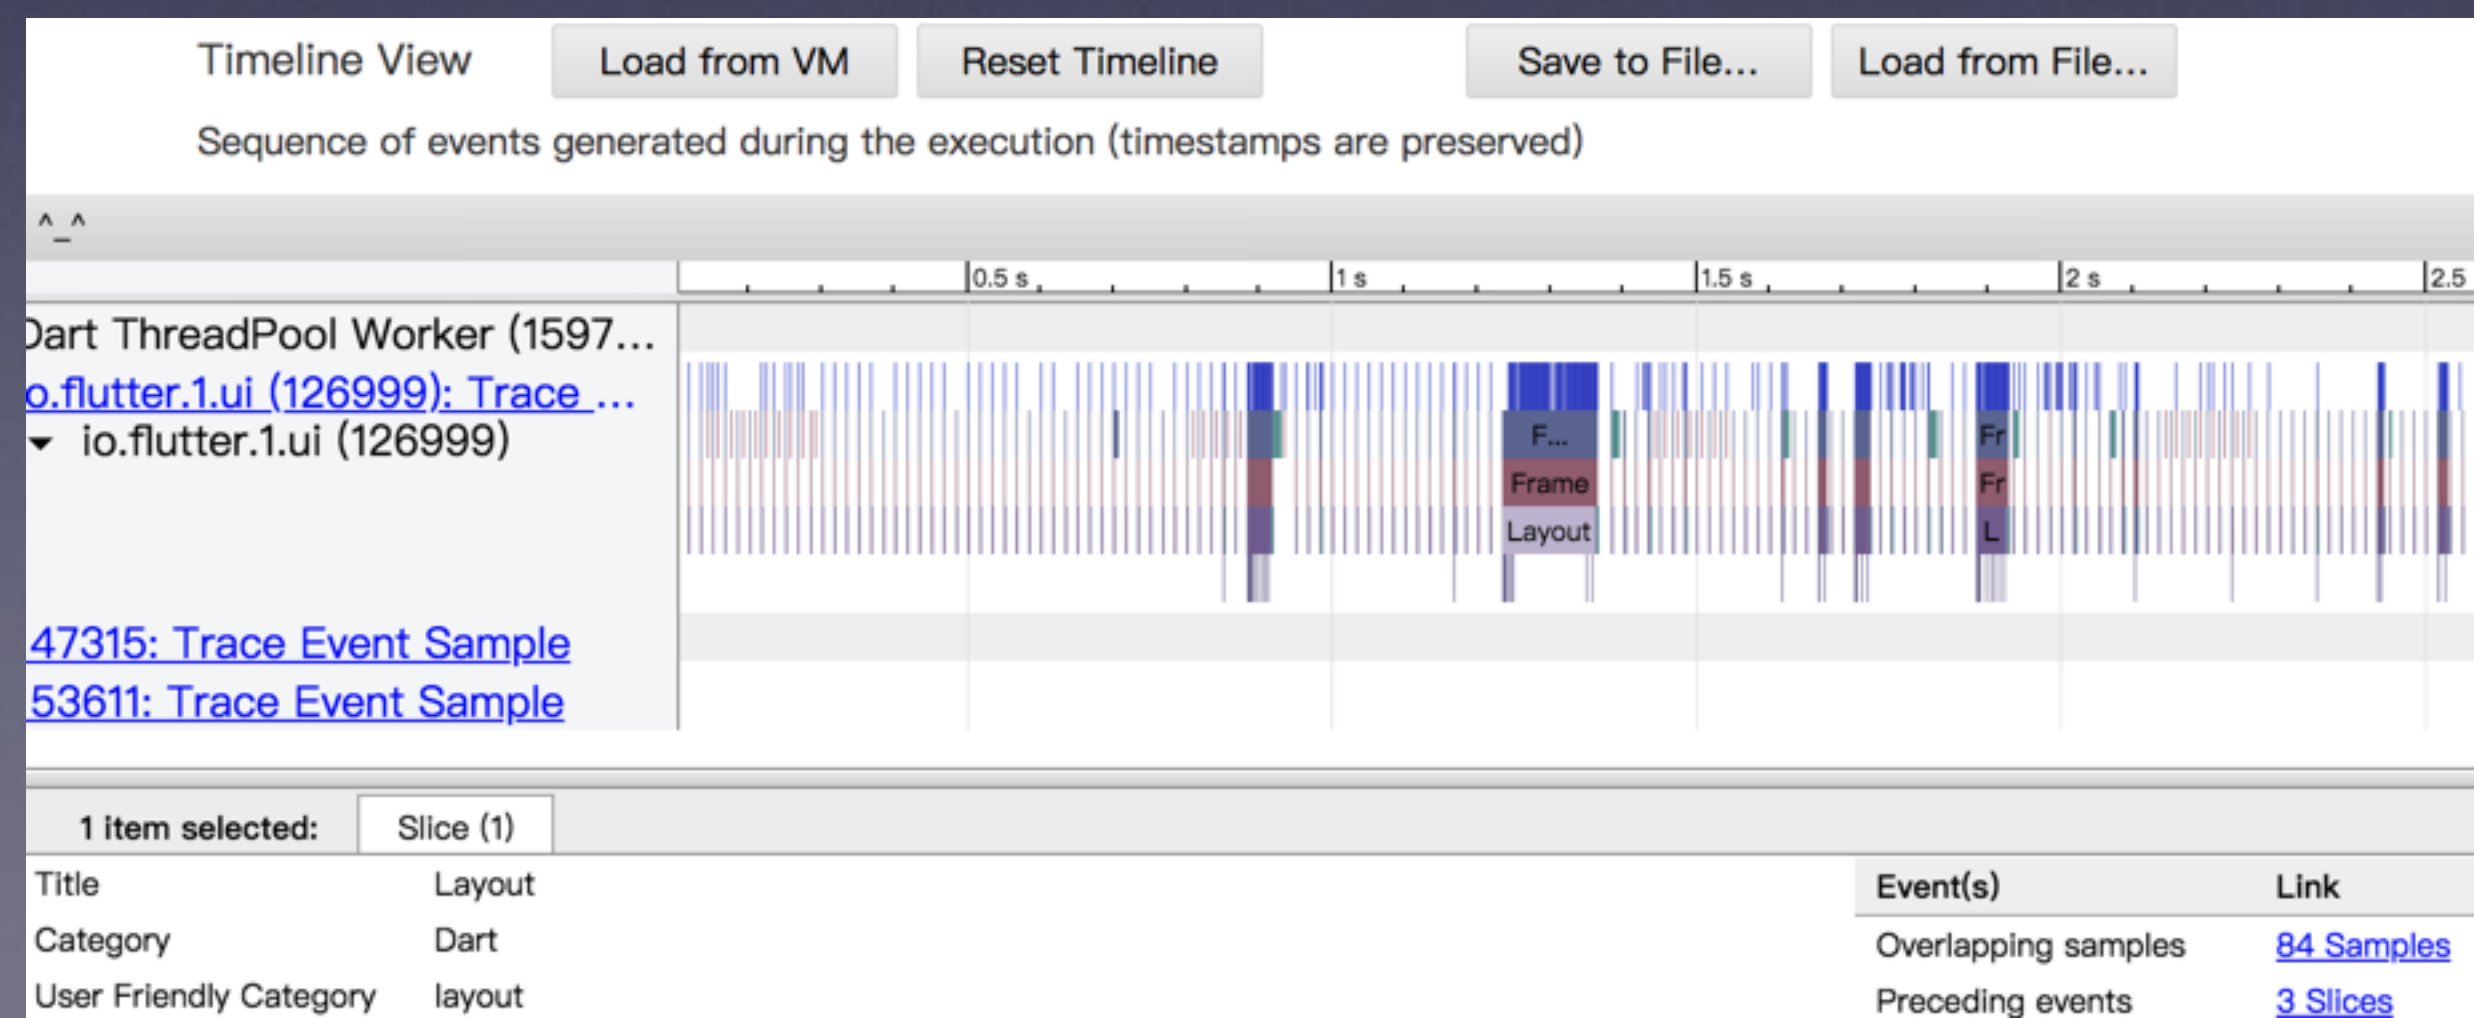 Timeline View Load from VM Reset Timeline Save to File... Load from File...
Sequence of events generated during the execution (timestamps are preserved)
^_^
0.5 s 1 s 1.5 s 2 s 2.5
Dart ThreadPool Worker (1597...
o.flutter.1.ui (126999): Trace ...
io.flutter.1.ui (126999)
F... Fr
Frame Fr
Layout L
47315: Trace Event Sample
53611: Trace Event Sample
1 item selected: Slice (1)
Title Layout Event(s) Link
Category Dart Overlapping samples 84 Samples
User Friendly Category layout Preceding events 3 Slices